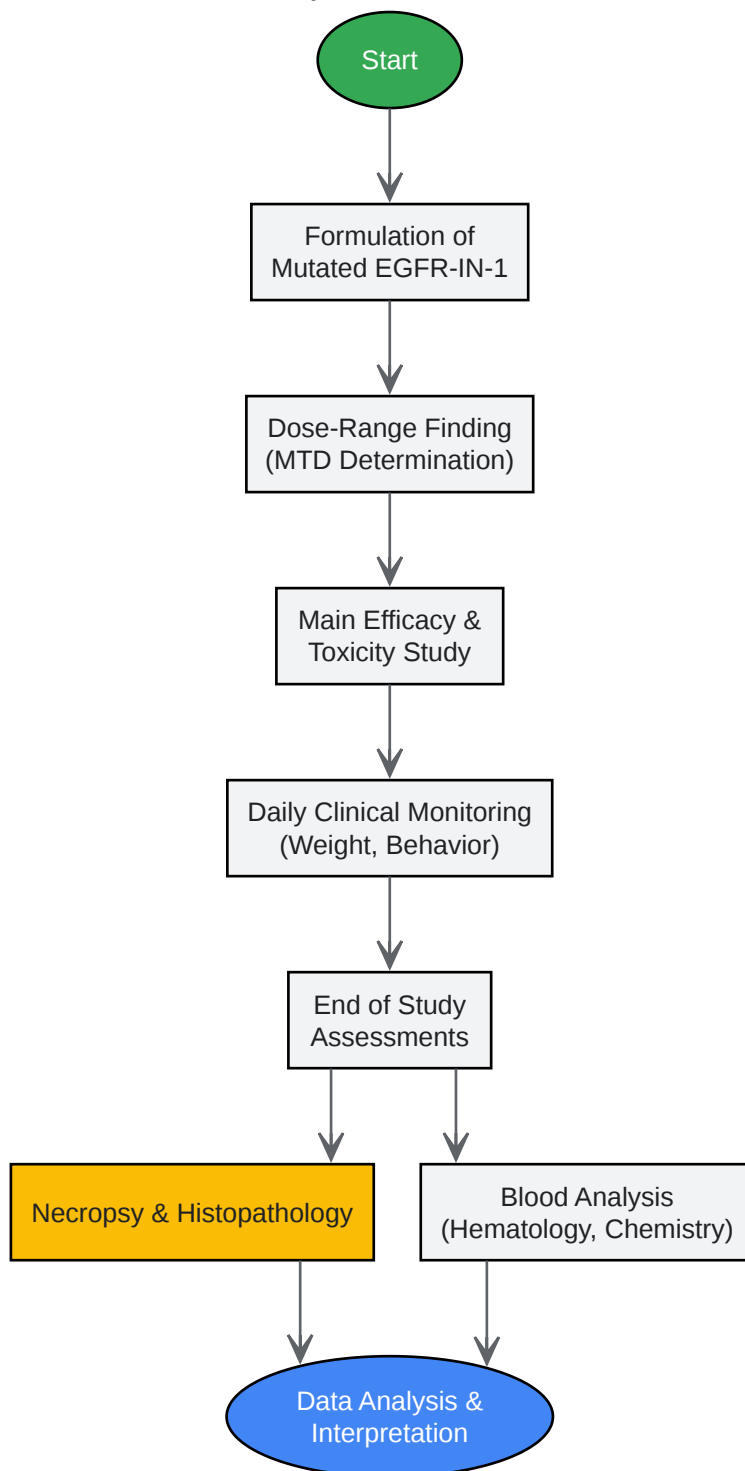 Start
Formulation of
Mutated EGFR-IN-1
Dose-Range Finding
(MTD Determination)
Main Efficacy &
Toxicity Study
Daily Clinical Monitoring
(Weight, Behavior)
End of Study
Assessments
Necropsy & Histopathology
Blood Analysis
(Hematology, Chemistry)
Data Analysis &
Interpretation